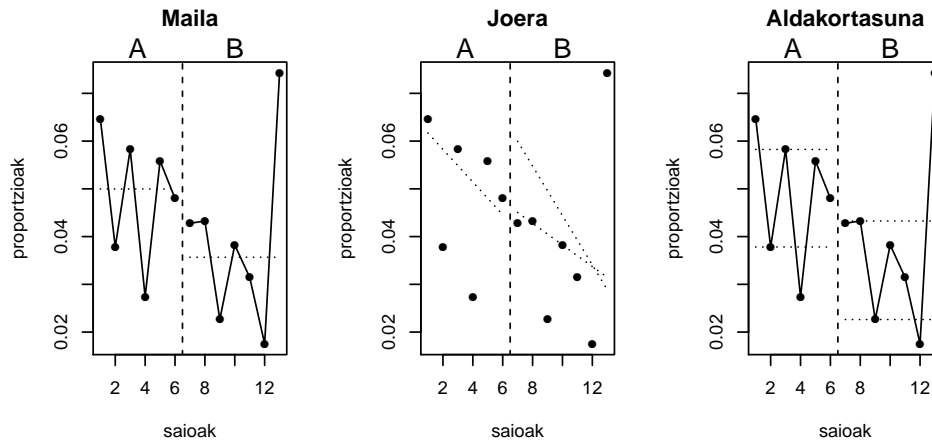 Maila
A B
proportzioak
0.02 0.04 0.06
2 4 6 8 12
saioak
Joera
A B
proportzioak
0.02 0.04 0.06
2 4 6 8 12
saioak
Aldakortasuna
A B
proportzioak
0.02 0.04 0.06
2 4 6 8 12
saioak